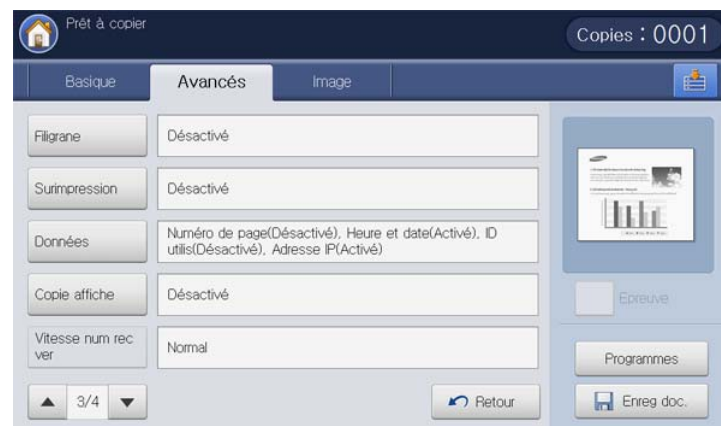 Prêt à copier
Copies : 0001
Basique
Avancés
Image
Filigrane
Désactivé
Surimpression
Désactivé
Données
Numéro de page(Désactivé), Heure et date(Activé), ID
utilis(Désactivé), Adresse IP(Activé)
Copie affiche
Désactivé
Epreuve
Vitesse num rec
ver
Normal
Programmes
3/4
Retour
Enreg doc.